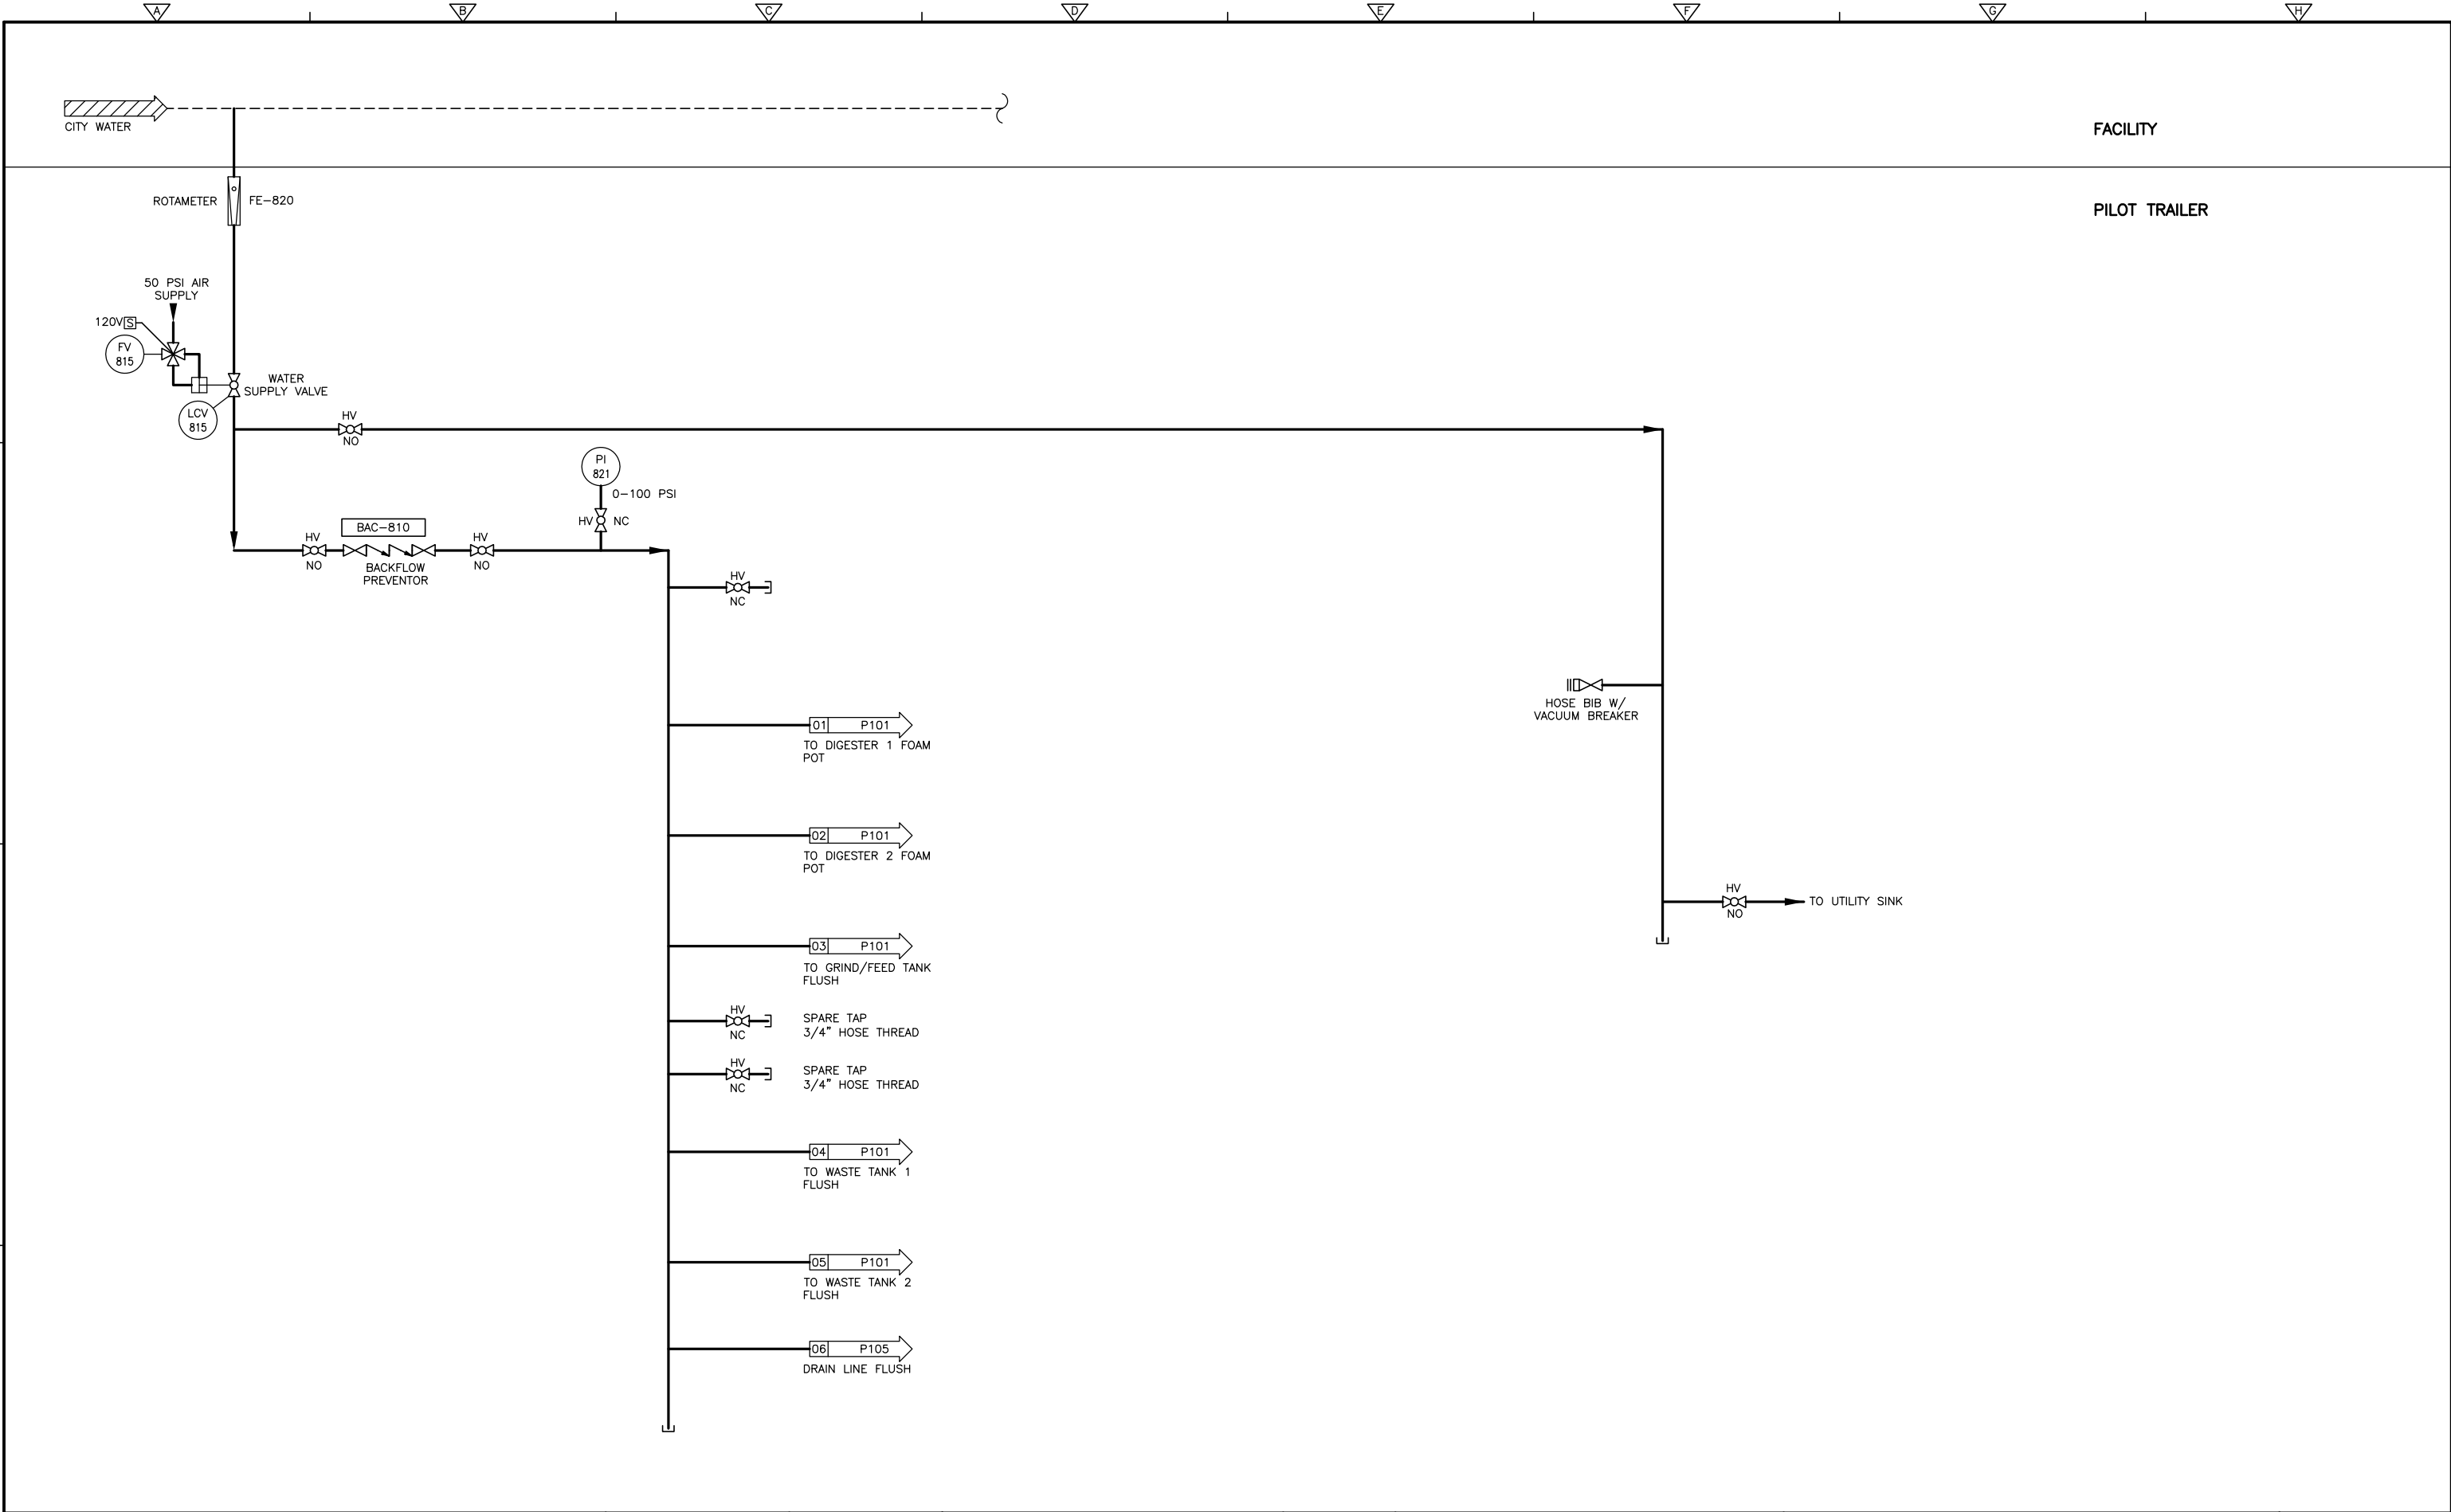 A
B
C
D
E
F
G
H
CITY WATER
FACILITY
ROTAMETER
FE-820
PILOT TRAILER
50 PSI AIR
SUPPLY
120V S
FV
815
WATER
SUPPLY VALVE
LCV
815
HV
NO
PI
821
0-100 PSI
HV
NC
BAC-810
HV
NO
HV
NO
BACKFLOW
PREVENTOR
HV
NC
HOSE BIB W/
VACUUM BREAKER
01 P101
TO DIGESTER 1 FOAM
POT
02 P101
TO DIGESTER 2 FOAM
POT
HV
NO
TO UTILITY SINK
03 P101
TO GRIND/FEED TANK
FLUSH
HV
NC
SPARE TAP
3/4" HOSE THREAD
HV
NC
SPARE TAP
3/4" HOSE THREAD
04 P101
TO WASTE TANK 1
FLUSH
05 P101
TO WASTE TANK 2
FLUSH
06 P105
DRAIN LINE FLUSH